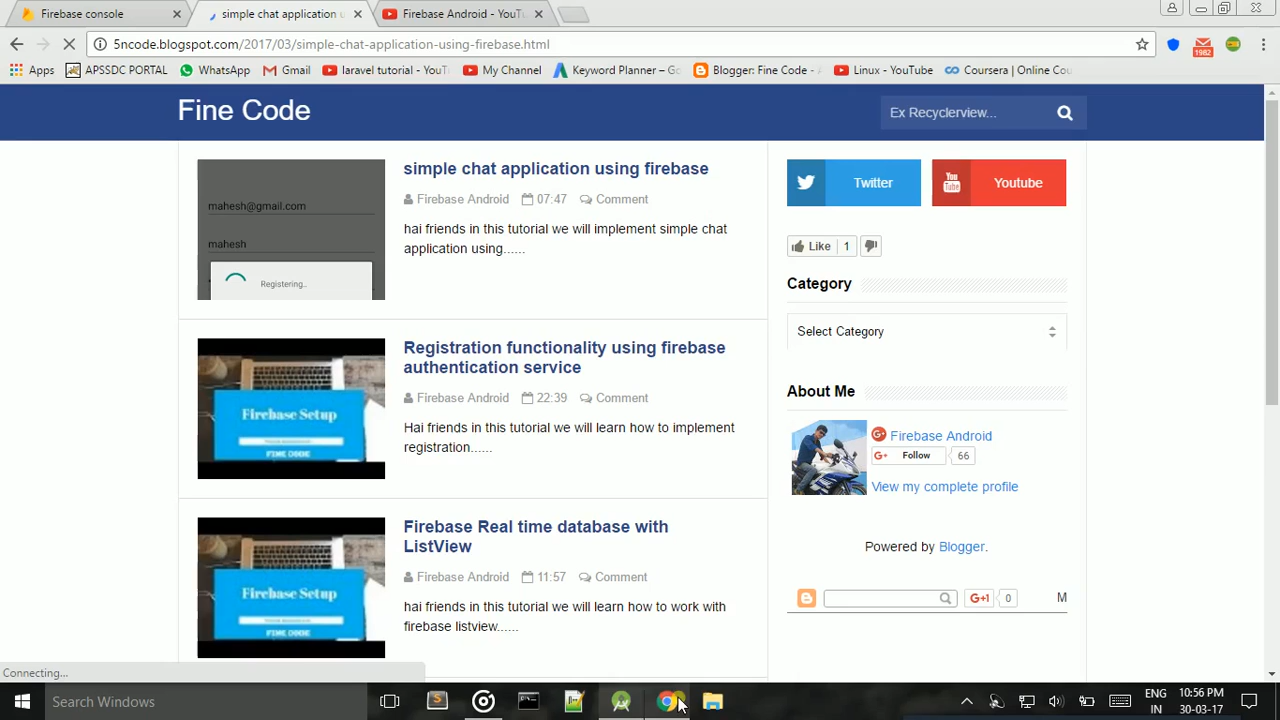 Firebase console
simple chat application u
Firebase Android - YouTu
5ncode.blogspot.com/2017/03/simple-chat-application-using-firebase.html
1982
Apps
APSSDC PORTAL
WhatsApp
Gmail
laravel tutorial - YouT
My Channel
Keyword Planner – Go
Blogger: Fine Code -
Linux - YouTube
Coursera | Online Cou
Fine Code
Ex Recyclerview...
mahesh@gmail.com
mahesh
Registering..
simple chat application using firebase
Firebase Android 07:47 Comment
hai friends in this tutorial we will implement simple chat
application using......
Firebase Setup
FINE CODE
Registration functionality using firebase
authentication service
Firebase Android 22:39 Comment
Hai friends in this tutorial we will learn how to implement
registration......
Firebase Setup
FINE CODE
Firebase Real time database with
ListView
Firebase Android 11:57 Comment
hai friends in this tutorial we will learn how to work with
firebase listview......
Twitter
You
Tube
Youtube
Like 1
Category
Select Category
About Me
Firebase Android
G+ Follow 66
View my complete profile
Powered by Blogger.
G+1 0 M
Connecting...
Search Windows
ENG
IN
10:56 PM
30-03-17